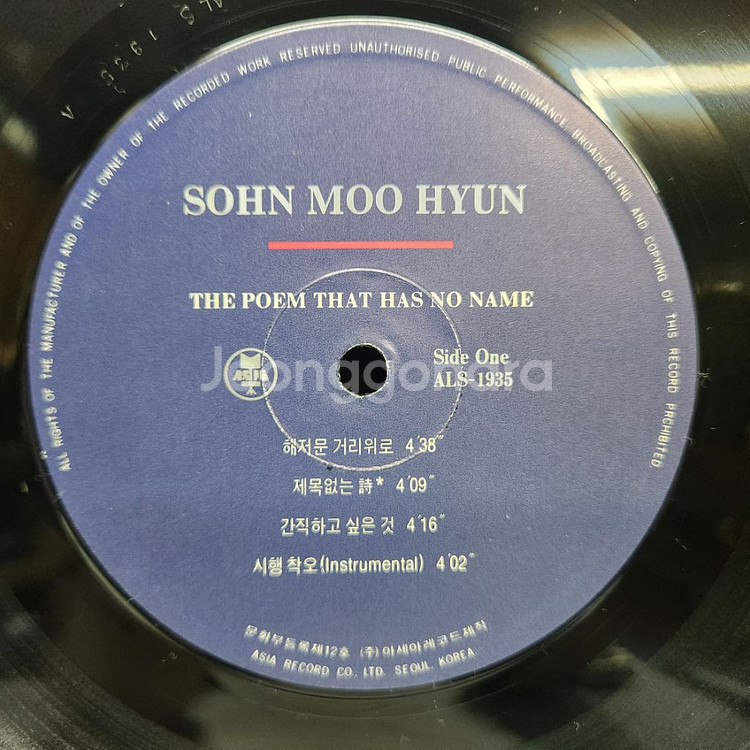 ALS 1935 A
ALL RIGHTS OF THE MANUFACTURER AND OF THE OWNER OF THE RECORDED WORK RESERVED UNAUTHORISED PUBLIC PERFORMANCE BROADCASTING AND COPYING OF THIS RECORD PROHIBITED.
SOHN MOO HYUN
THE POEM THAT HAS NO NAME
ASIA
Side One
ALS-1935
Joonggonara
해저문 거리위로 4'38"
제목없는 詩* 4'09"
간직하고 싶은 것 4'16"
시행 착오(Instrumental) 4'02"
문화부등록제12호 (주)아세아레코드제작
ASIA RECORD CO., LTD. SEOUL, KOREA.